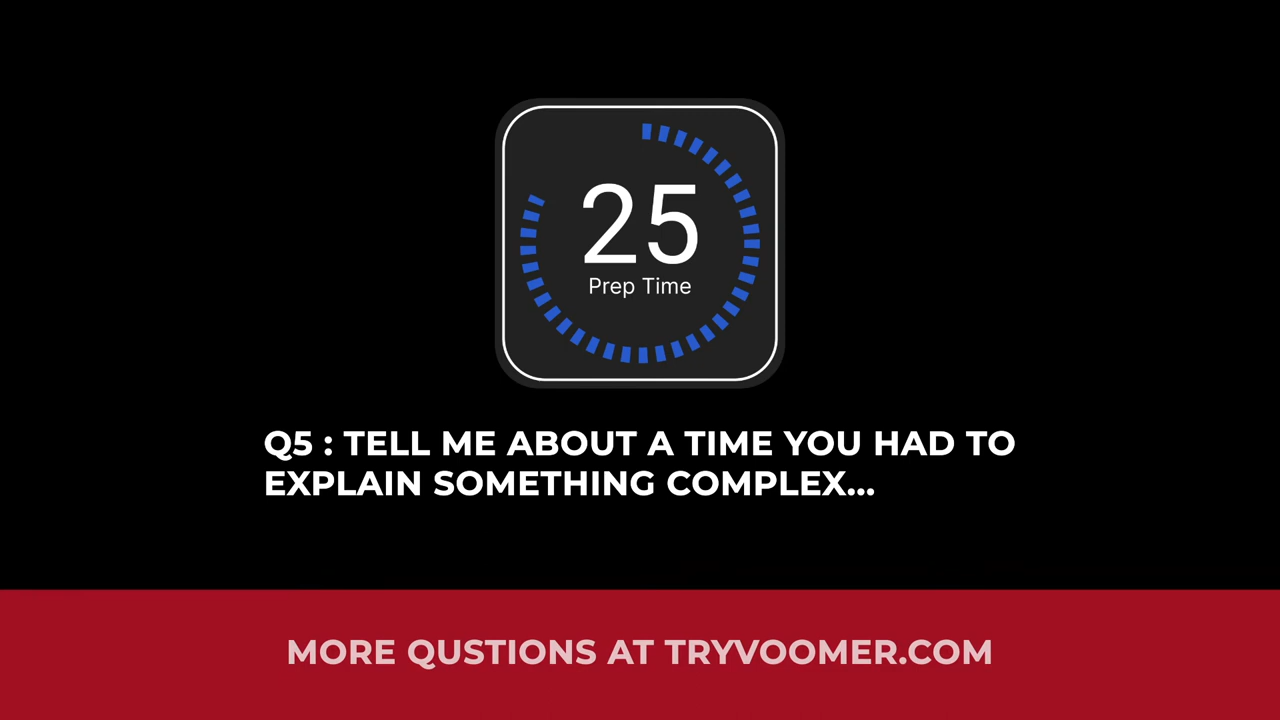 25
Prep Time
Q5 : TELL ME ABOUT A TIME YOU HAD TO
EXPLAIN SOMETHING COMPLEX...
MORE QUSTIONS AT TRYVOOMER.COM